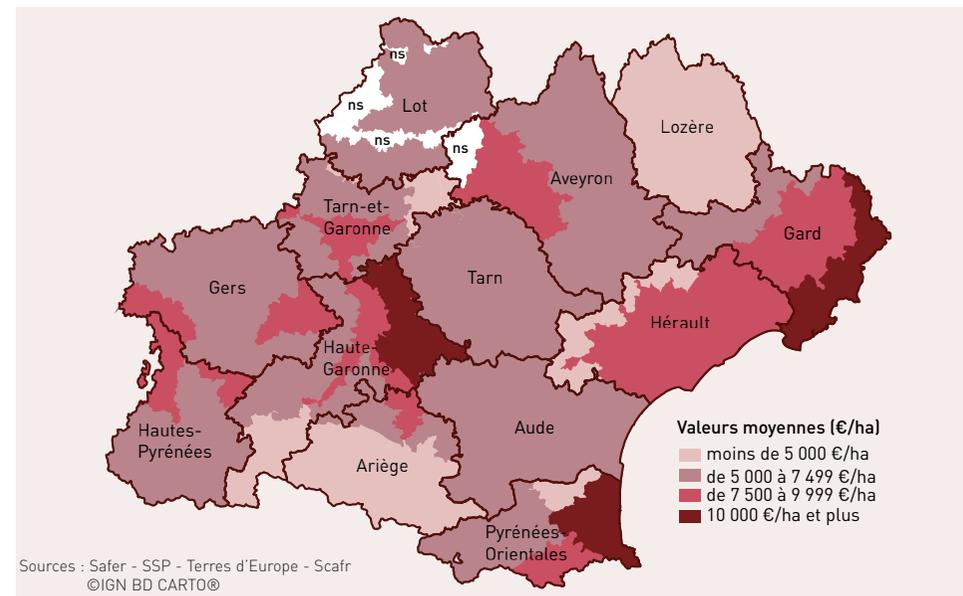 ns
Lot
ns
ns
ns
Lozère
Aveyron
Tarn-et-
Garonne
Gard
Gers
Tarn
Hérault
Haute-
Garonne
Hautes-
Pyrénées
Aude
Ariège
Pyrénées-
Orientales
Valeurs moyennes (€/ha)
moins de 5 000 €/ha
de 5 000 à 7 499 €/ha
de 7 500 à 9 999 €/ha
10 000 €/ha et plus
Sources : Safer - SSP - Terres d'Europe - Scafr
©IGN BD CARTO®